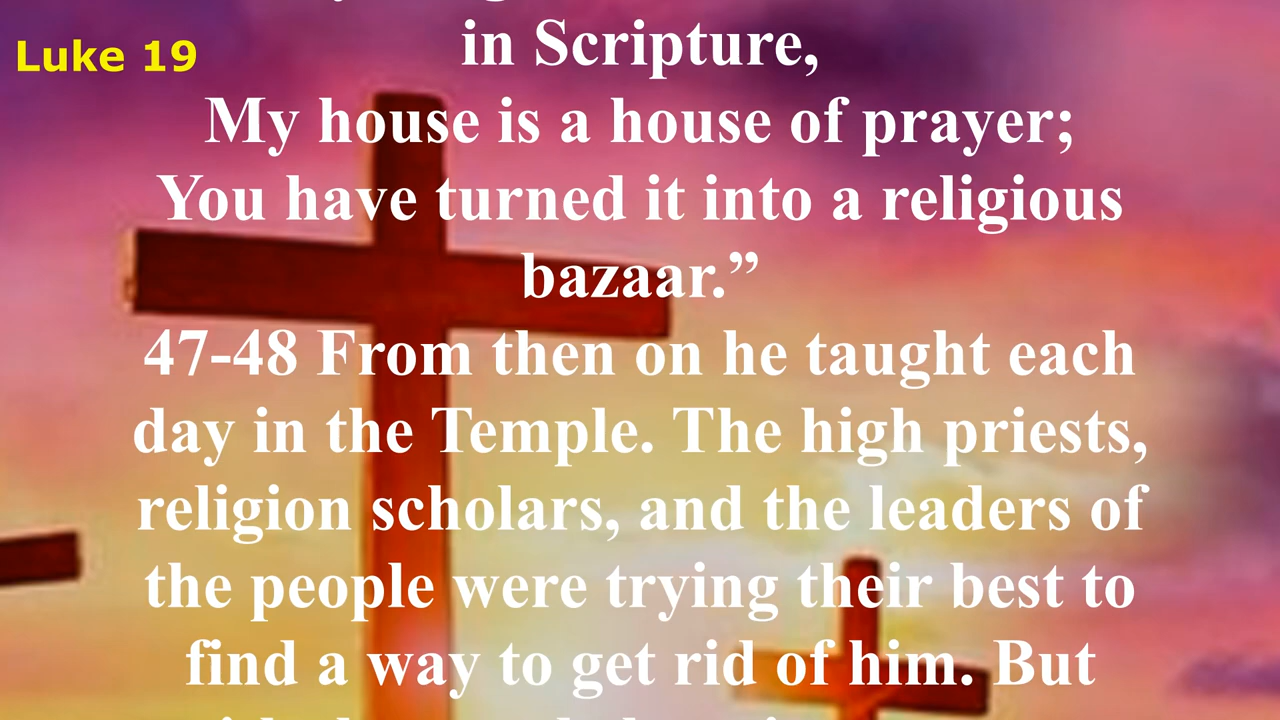 Luke 19
in Scripture,
My house is a house of prayer;
You have turned it into a religious
bazaar.”
47-48 From then on he taught each
day in the Temple. The high priests,
religion scholars, and the leaders of
the people were trying their best to
find a way to get rid of him. But